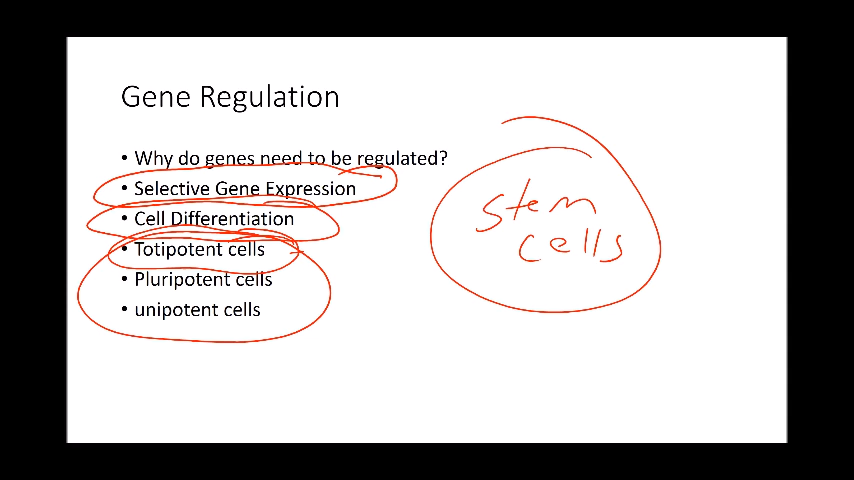 Gene Regulation
• Why do genes need to be regulated?
• Selective Gene Expression
• Cell Differentiation
• Totipotent cells
• Pluripotent cells
• unipotent cells
stem
cells